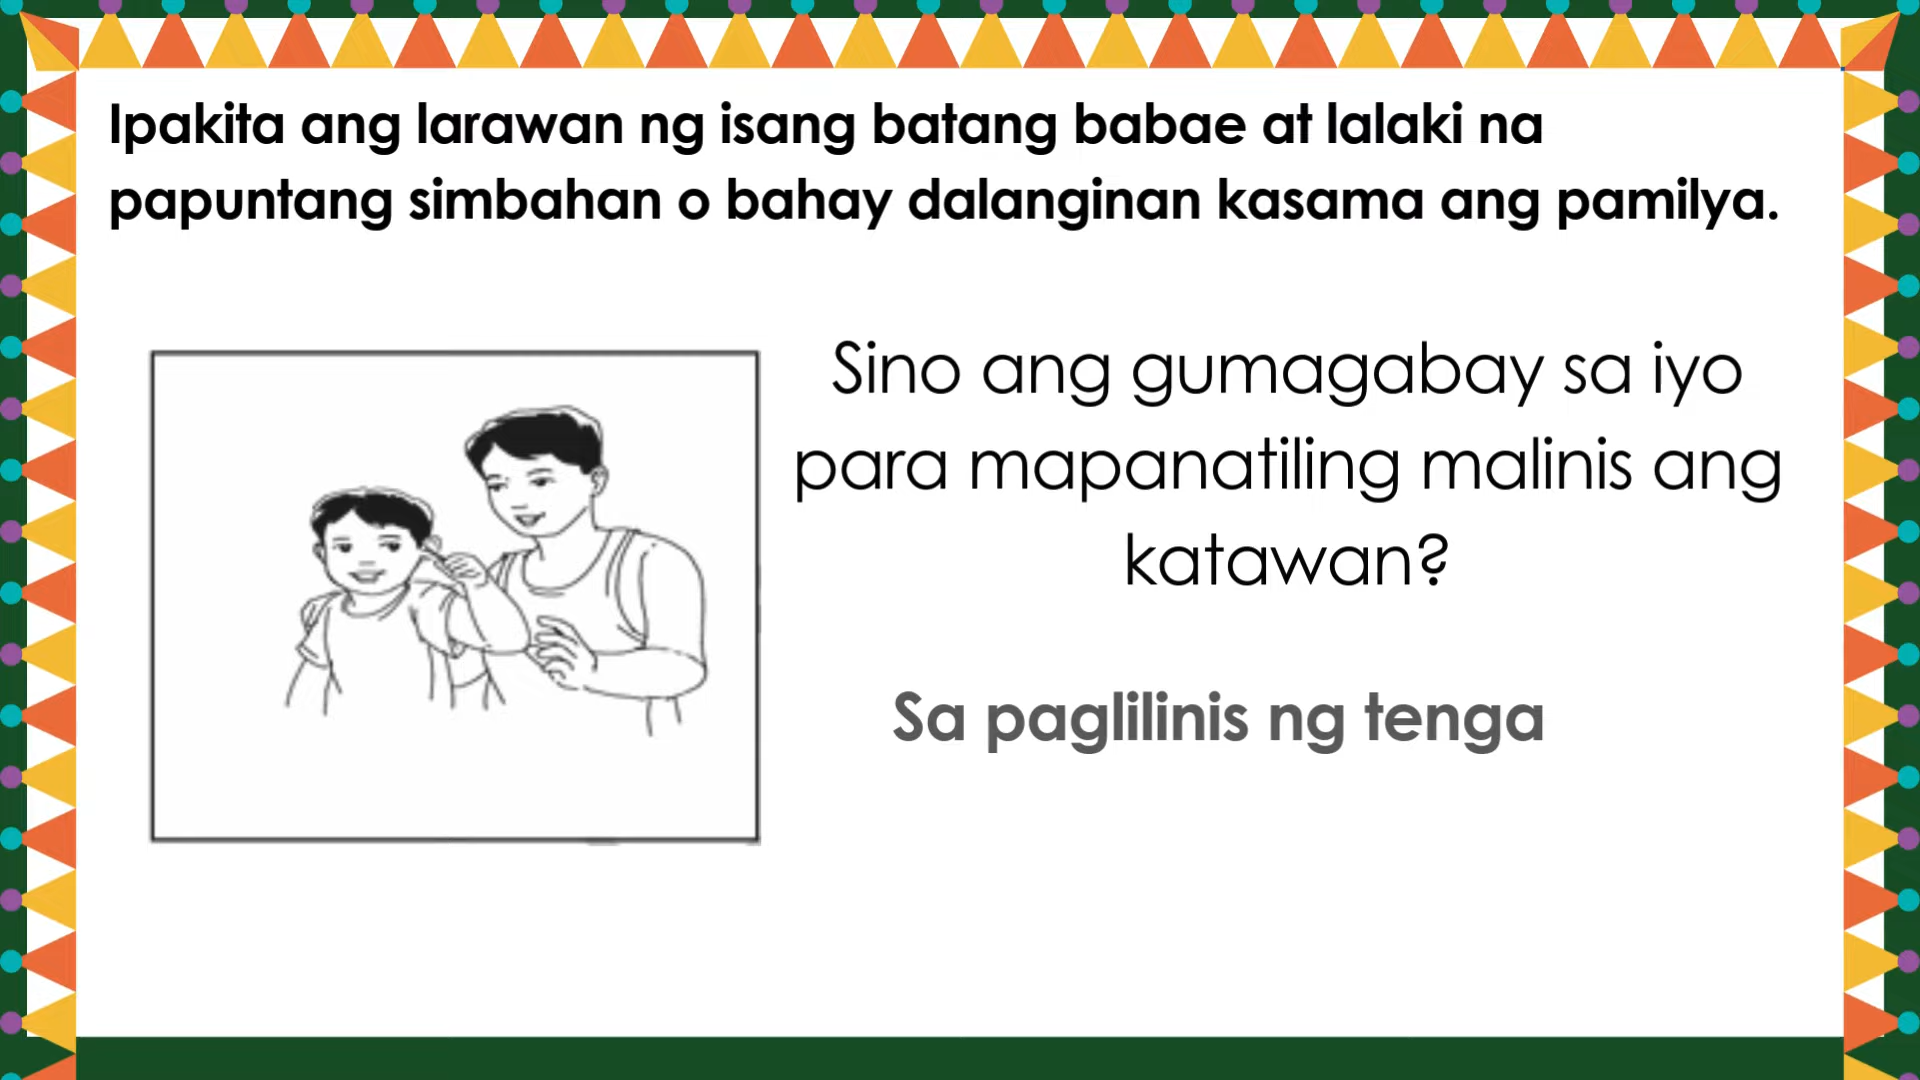 Ipakita ang larawan ng isang batang babae at lalaki na
papuntang simbahan o bahay dalanginan kasama ang pamilya.
Sino ang gumagabay sa iyo
para mapanatiling malinis ang
katawan?
Sa paglilinis ng tenga